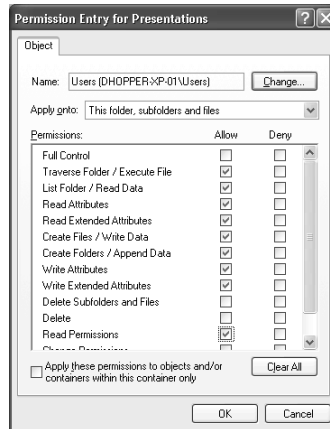 Permission Entry for Presentations
Object
Name: Users (DHOPPER-XP-01\Users) Change...
Apply onto: This folder, subfolders and files
Permissions: Allow Deny
Full Control
Traverse Folder / Execute File
List Folder / Read Data
Read Attributes
Read Extended Attributes
Create Files / Write Data
Create Folders / Append Data
Write Attributes
Write Extended Attributes
Delete Subfolders and Files
Delete
Read Permissions
Change Permissions
Apply these permissions to objects and/or containers within this container only
Clear All
OK Cancel